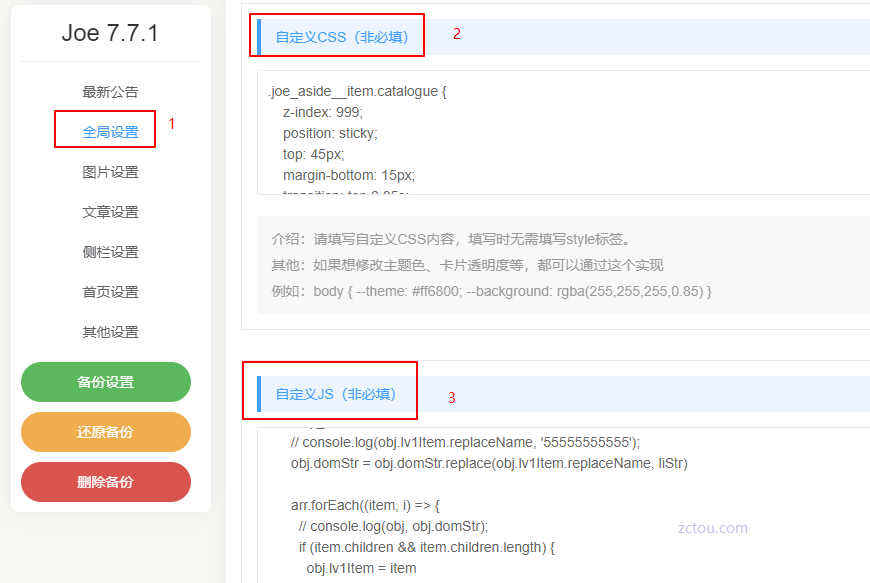 Joe 7.7.1
最新公告
全局设置
1
图片设置
文章设置
侧栏设置
首页设置
其他设置
备份设置
还原备份
删除备份
自定义CSS（非必填）
2
.joe_aside__item.catalogue {
z-index: 999;
position: sticky;
top: 45px;
margin-bottom: 15px;
介绍：请填写自定义CSS内容，填写时无需填写style标签。
其他：如果想修改主题色、卡片透明度等，都可以通过这个实现
例如：body { --theme: #ff6800; --background: rgba(255,255,255,0.85) }
自定义JS（非必填）
3
// console.log(obj.lv1Item.replaceName, '55555555555');
obj.domStr = obj.domStr.replace(obj.lv1Item.replaceName, liStr)
arr.forEach((item, i) => {
// console.log(obj, obj.domStr);
if (item.children && item.children.length) {
obj.lv1Item = item
zctou.com